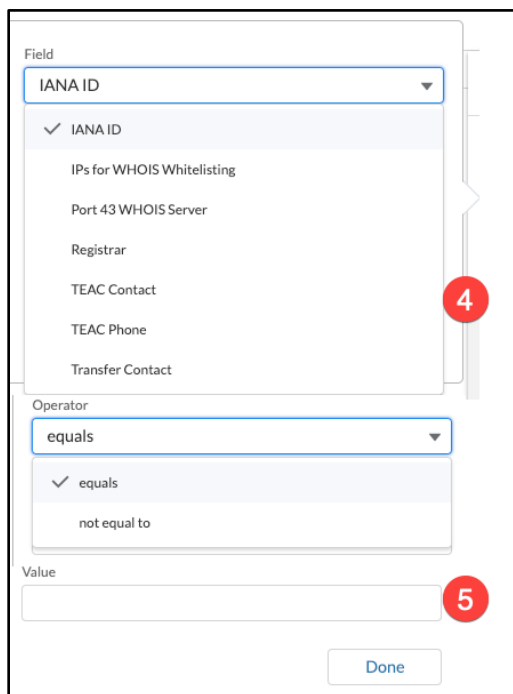 Field
IANA ID
IANA ID
IPs for WHOIS Whitelisting
Port 43 WHOIS Server
Registrar
TEAC Contact
4
TEAC Phone
Transfer Contact
Operator
equals
equals
not equal to
Value
5
Done